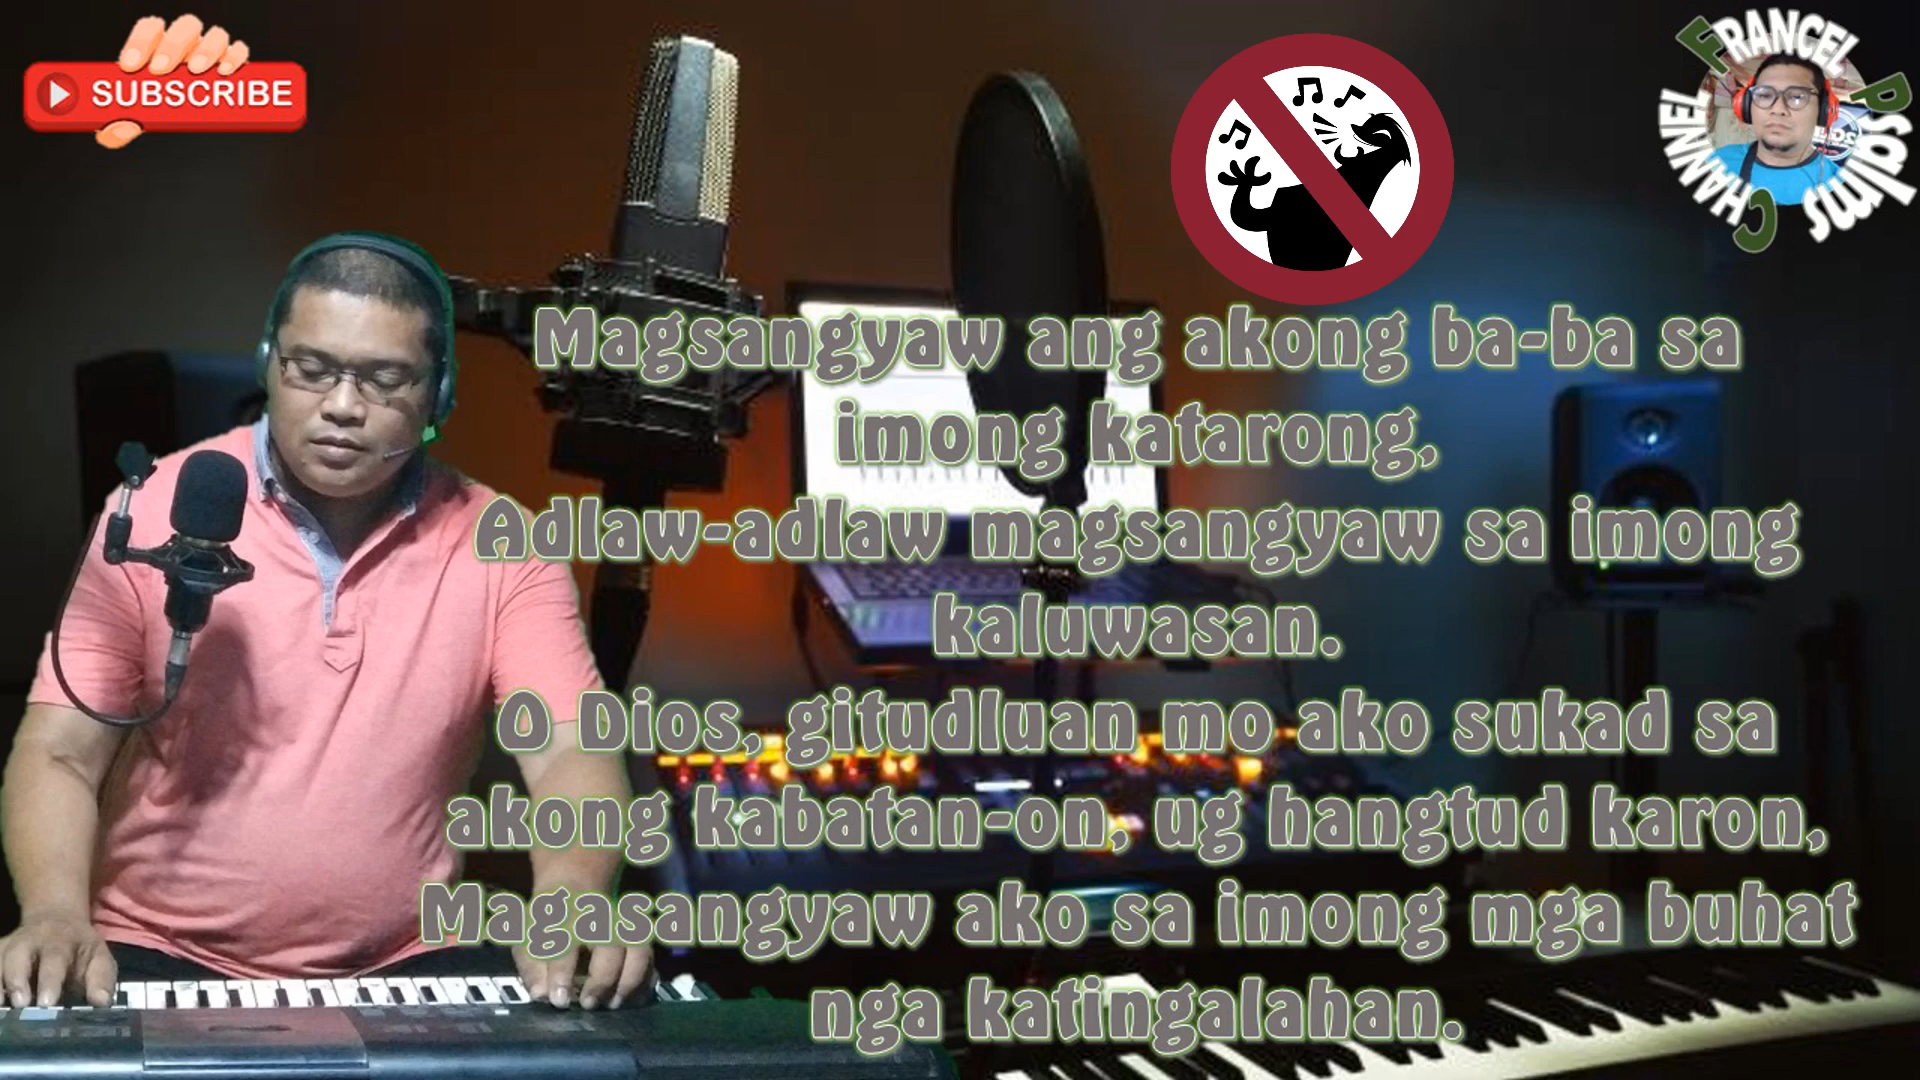 SUBSCRIBE
FRANCEL PSalms CHANNEL
Magsangyaw ang akong ba-ba sa
imong katarong,
Adlaw-adlaw magsangyaw sa imong
kaluwasan.
O Dios, gitudluan mo ako sukad sa
akong kabatan-on, ug hangtud karon,
Magasangyaw ako sa imong mga buhat
nga katingalahan.